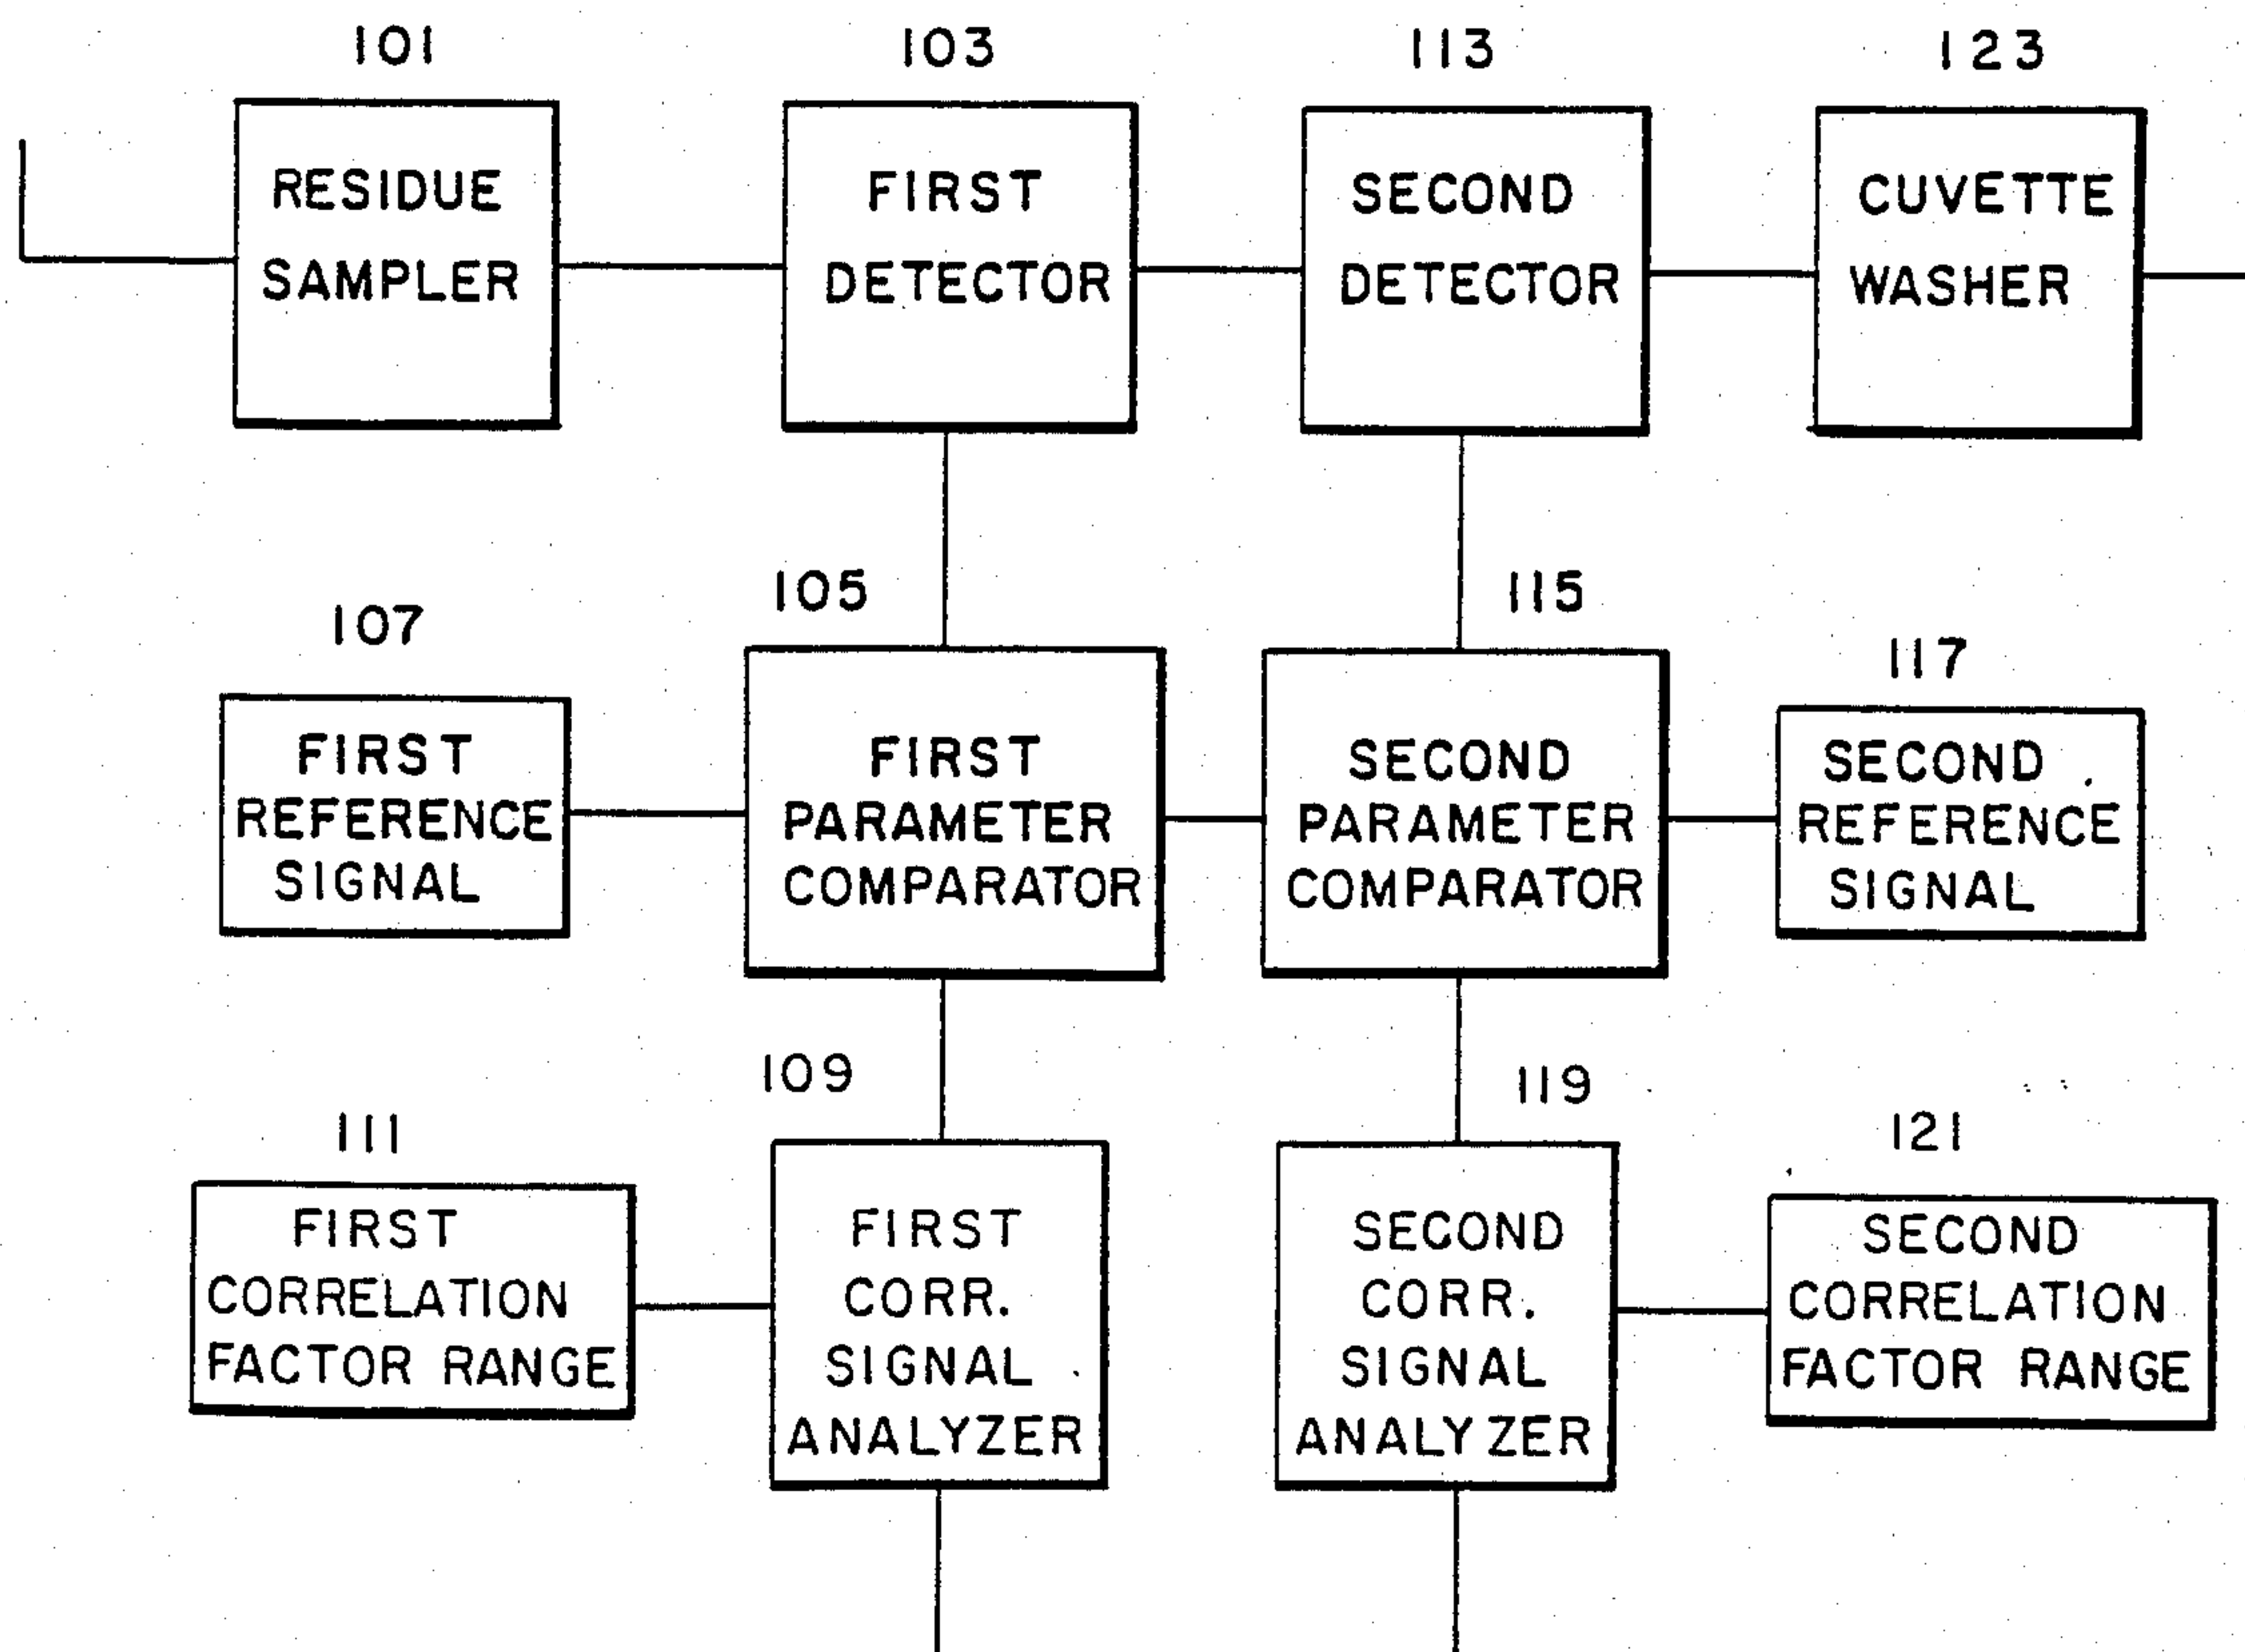 101
RESIDUE
SAMPLER
103
FIRST
DETECTOR
113
SECOND
DETECTOR
123
CUVETTE
WASHER
107
FIRST
REFERENCE
SIGNAL
105
FIRST
PARAMETER
COMPARATOR
115
SECOND
PARAMETER
COMPARATOR
117
SECOND
REFERENCE
SIGNAL
111
FIRST
CORRELATION
FACTOR RANGE
109
FIRST
CORR.
SIGNAL
ANALYZER
119
SECOND
CORR.
SIGNAL
ANALYZER
121
SECOND
CORRELATION
FACTOR RANGE